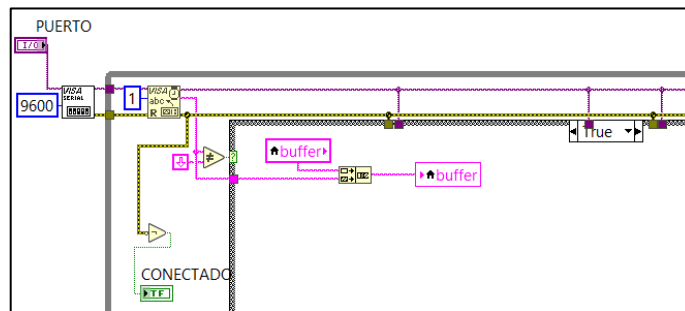 PUERTO
I/O
VISA
SERIAL
9600
1
VISA
abc
R
True
buffer
buffer
?
CONECTADO
TF